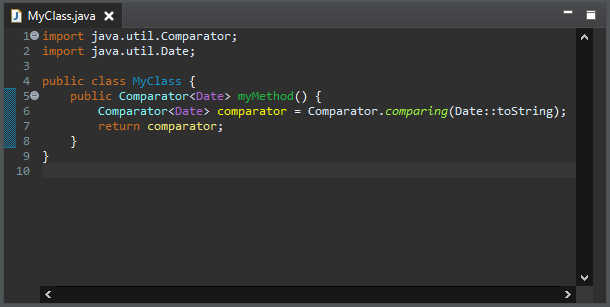 MyClass.java
1 import java.util.Comparator;
2 import java.util.Date;
3
4 public class MyClass {
5     public Comparator<Date> myMethod() {
6         Comparator<Date> comparator = Comparator.comparing(Date::toString);
7         return comparator;
8     }
9 }
10